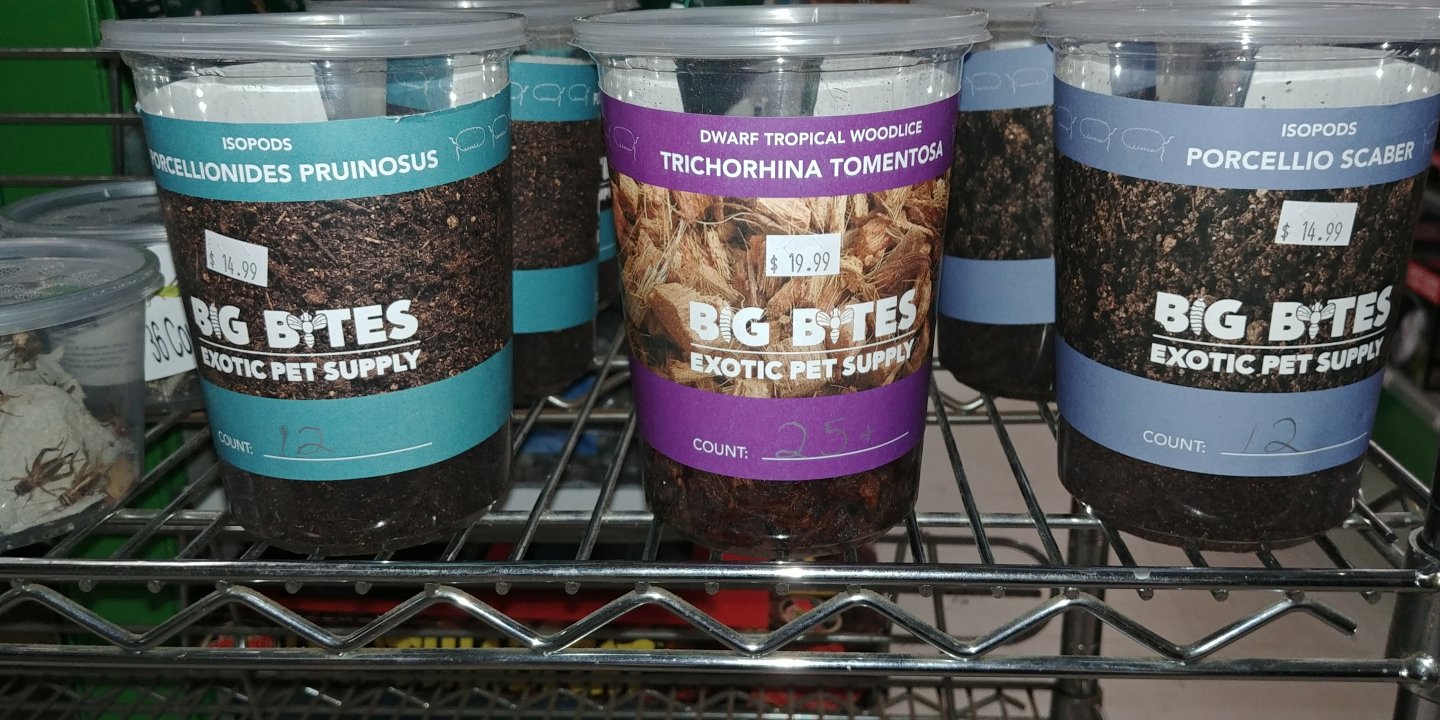 ISOPODS
PORCELLIONIDES PRUINOSUS
$ 14.99
BIG BITES
EXOTIC PET SUPPLY
COUNT: 12
DWARF TROPICAL WOODLICE
TRICHORHINA TOMENTOSA
$ 19.99
BIG BITES
EXOTIC PET SUPPLY
COUNT: 25+
ISOPODS
PORCELLIO SCABER
$ 14.99
BIG BITES
EXOTIC PET SUPPLY
COUNT: 12